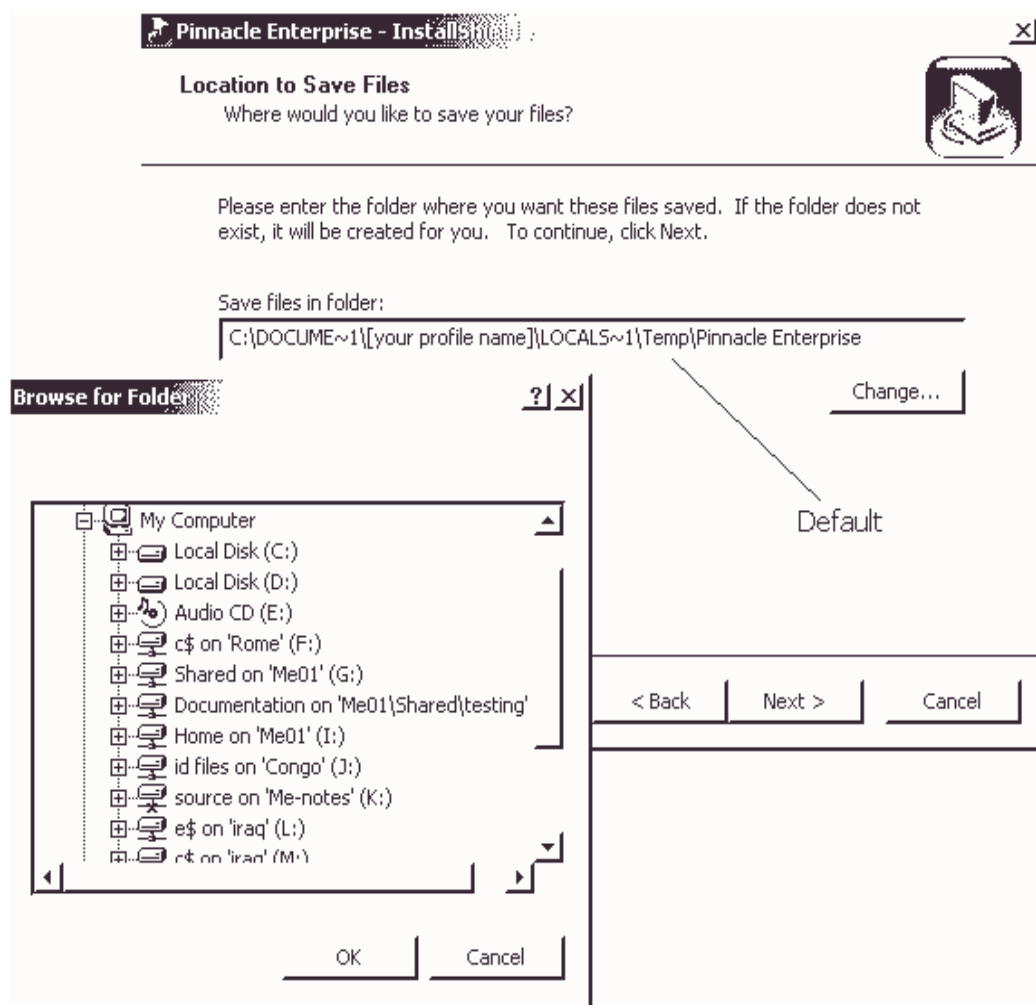 Pinnacle Enterprise - InstallShield
Location to Save Files
Where would you like to save your files?
Please enter the folder where you want these files saved.  If the folder does not
exist, it will be created for you.   To continue, click Next.
Save files in folder:
C:\DOCUME~1\[your profile name]\LOCALS~1\Temp\Pinnacle Enterprise
Change...
Default
< Back
Next >
Cancel
Browse for Folder
My Computer
Local Disk (C:)
Local Disk (D:)
Audio CD (E:)
c$ on 'Rome' (F:)
Shared on 'Me01' (G:)
Documentation on 'Me01\Shared\testing'
Home on 'Me01' (I:)
id files on 'Congo' (J:)
source on 'Me-notes' (K:)
e$ on 'iraq' (L:)
c$ on 'iraq' (M:)
OK
Cancel